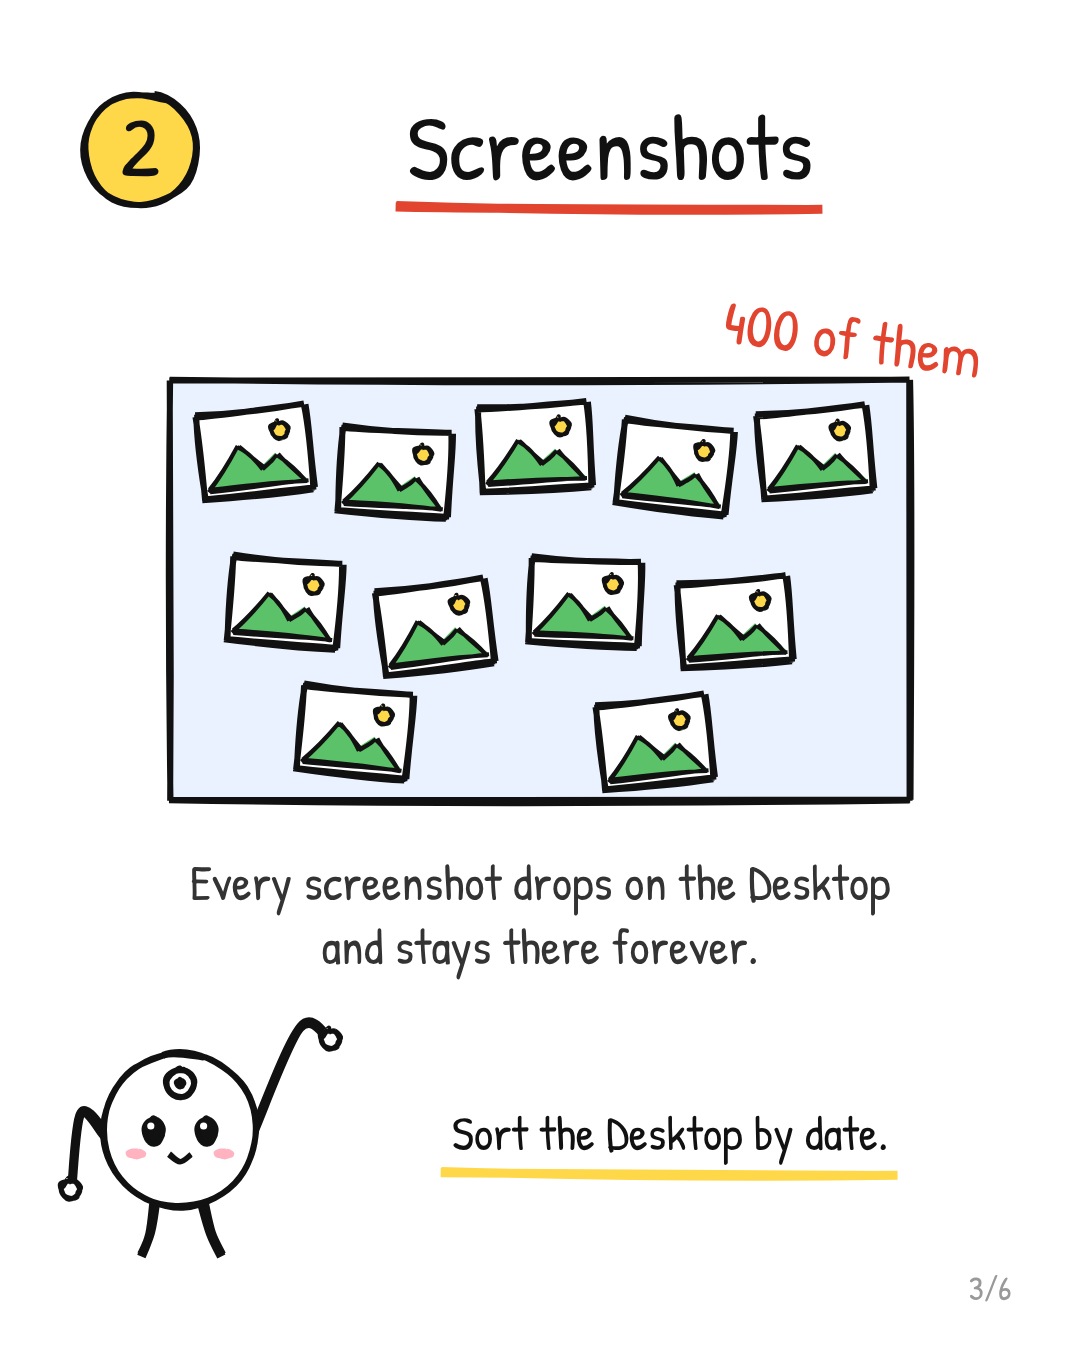 2
Screenshots
400 of them
Every screenshot drops on the Desktop
and stays there forever.
Sort the Desktop by date.
3/6